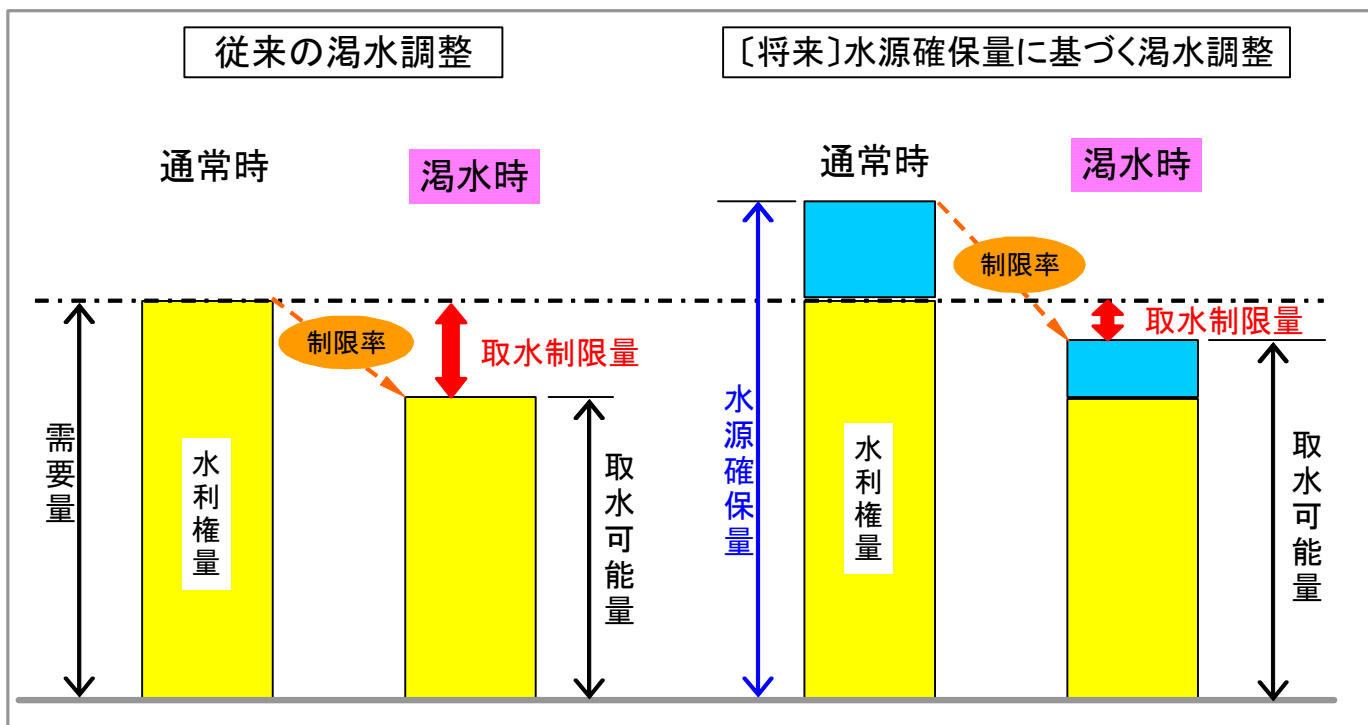 従来の渇水調整
〔将来〕水源確保量に基づく渇水調整
通常時
渇水時
制限率
取水制限量
需要量
水利権量
取水可能量
通常時
渇水時
制限率
取水制限量
水源確保量
水利権量
取水可能量